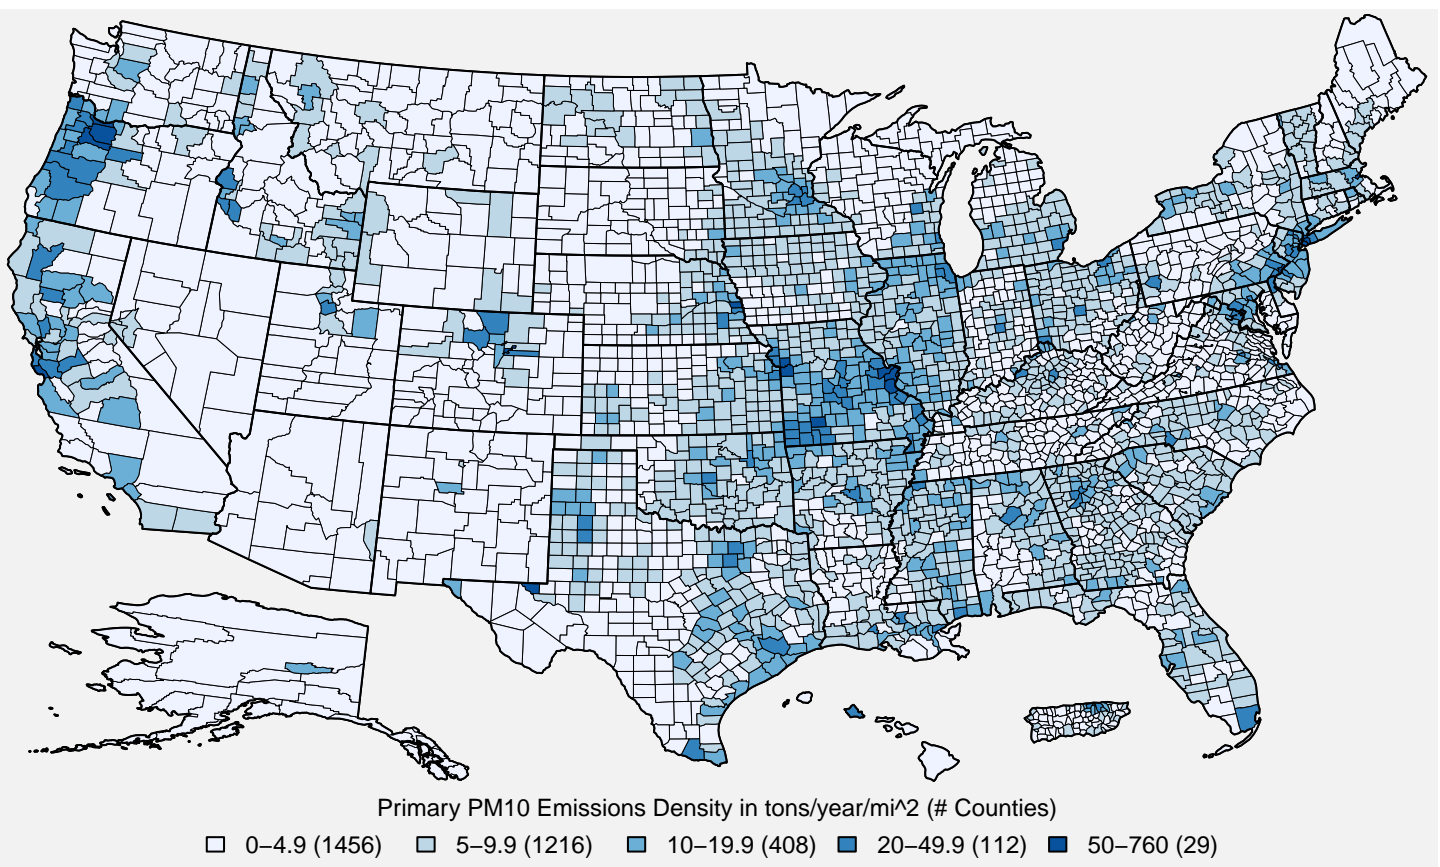 Primary PM10 Emissions Density in tons/year/mi^2 (# Counties)
0−4.9 (1456) 5−9.9 (1216) 10−19.9 (408) 20−49.9 (112) 50−760 (29)